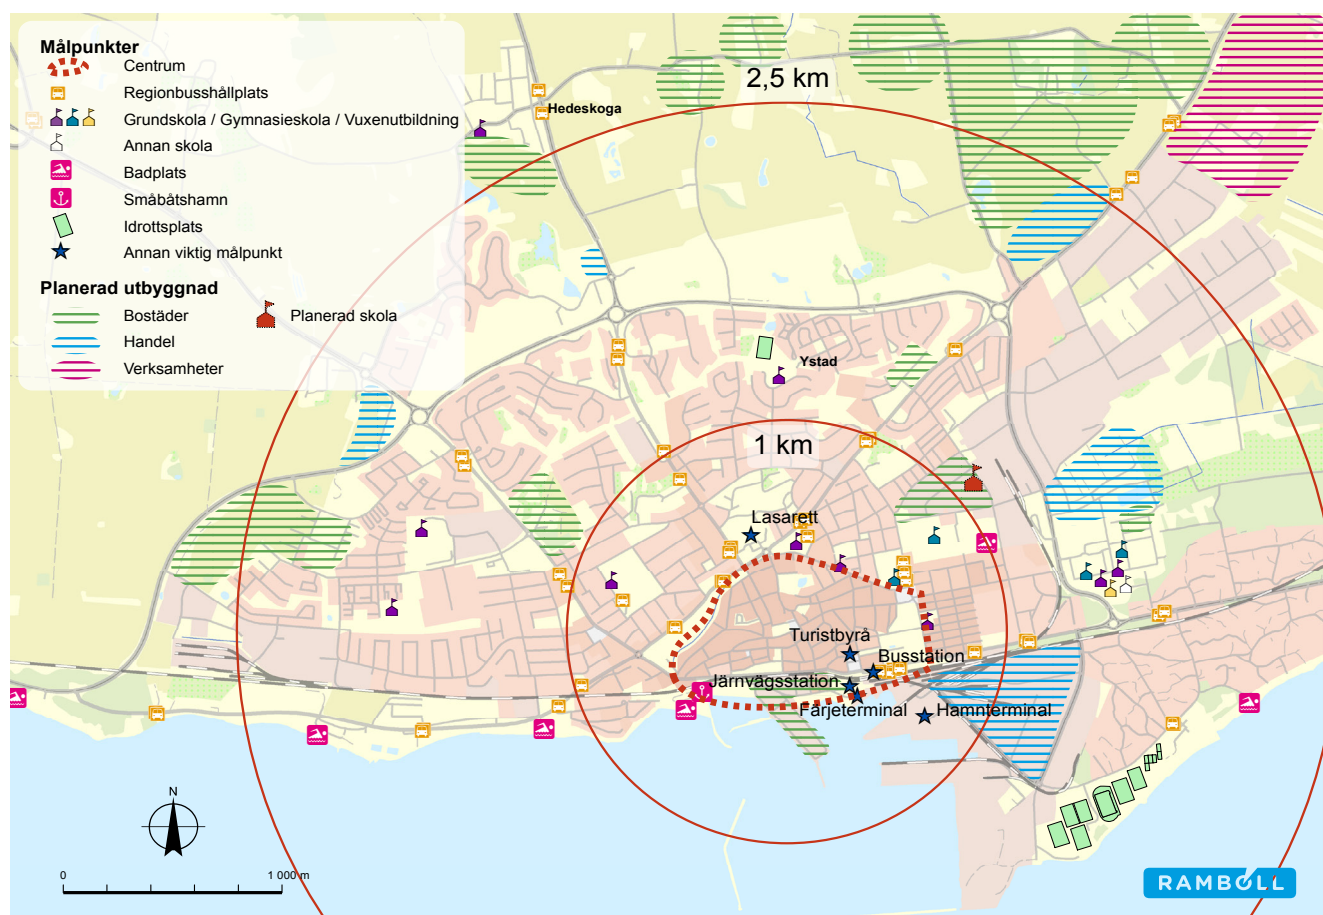 Målpunkter
Centrum
Regionbusshållplats
Grundskola / Gymnasieskola / Vuxenutbildning
Annan skola
Badplats
Småbåtshamn
Idrottsplats
Annan viktig målpunkt
Planerad utbyggnad
Bostäder
Planerad skola
Handel
Verksamheter
2,5 km
Hedeskoga
Ystad
1 km
Lasarett
Turistbyrå
Busstation
Järnvägsstation
Färjeterminal
Hamnterminal
N
0
1 000 m
RAMBOLL